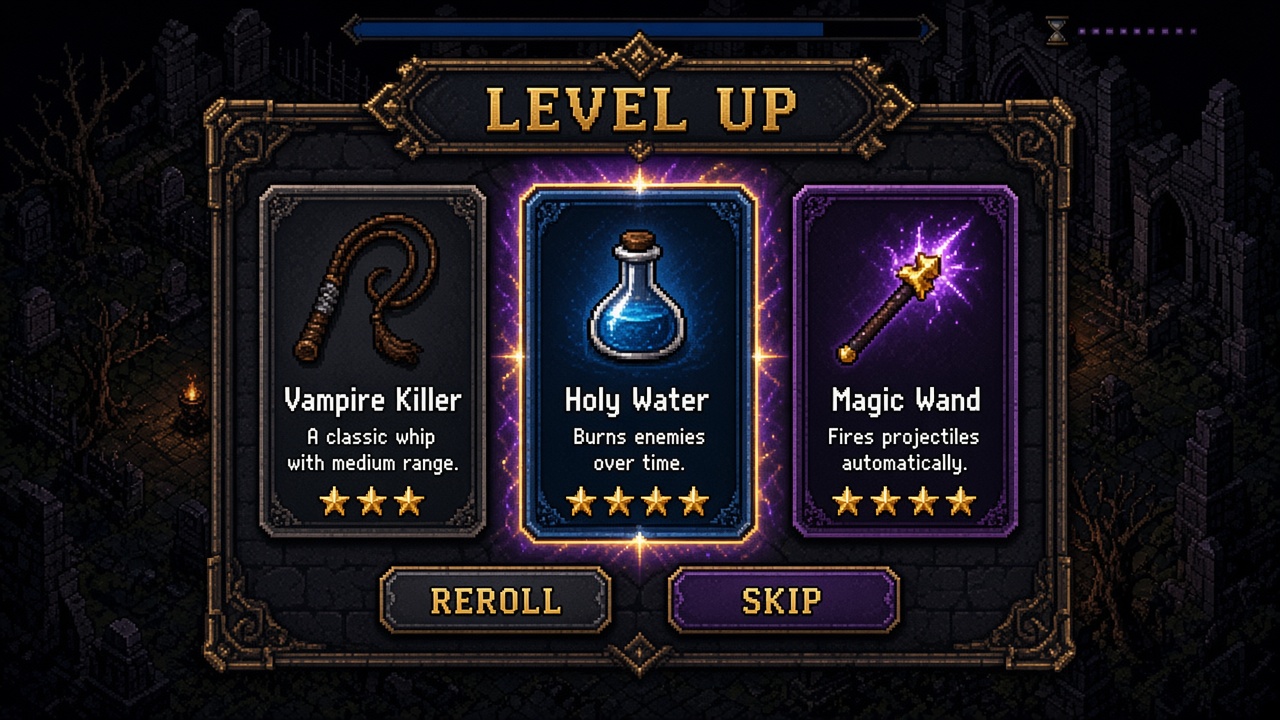 LEVEL UP
Vampire Killer
A classic whip
with medium range.
Holy Water
Burns enemies
over time.
Magic Wand
Fires projectiles
automatically.
REROLL
SKIP